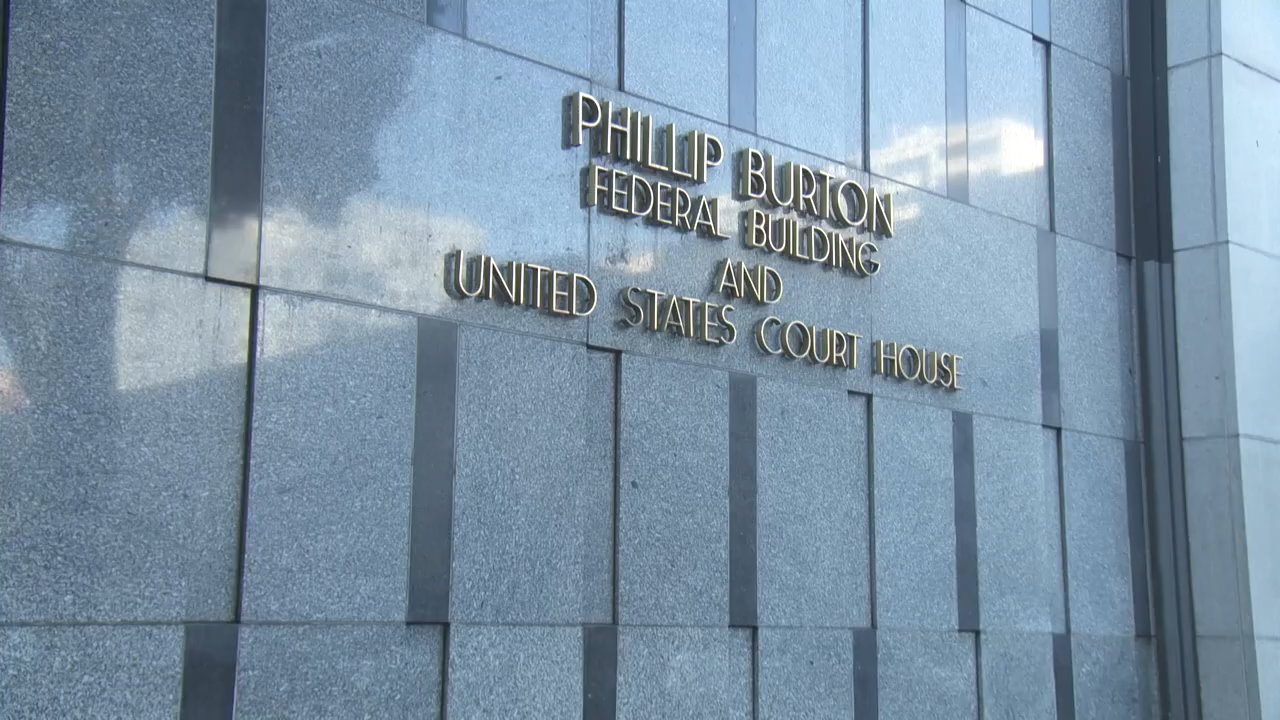 PHILLIP BURTON
FEDERAL BUILDING
AND
UNITED STATES COURT HOUSE